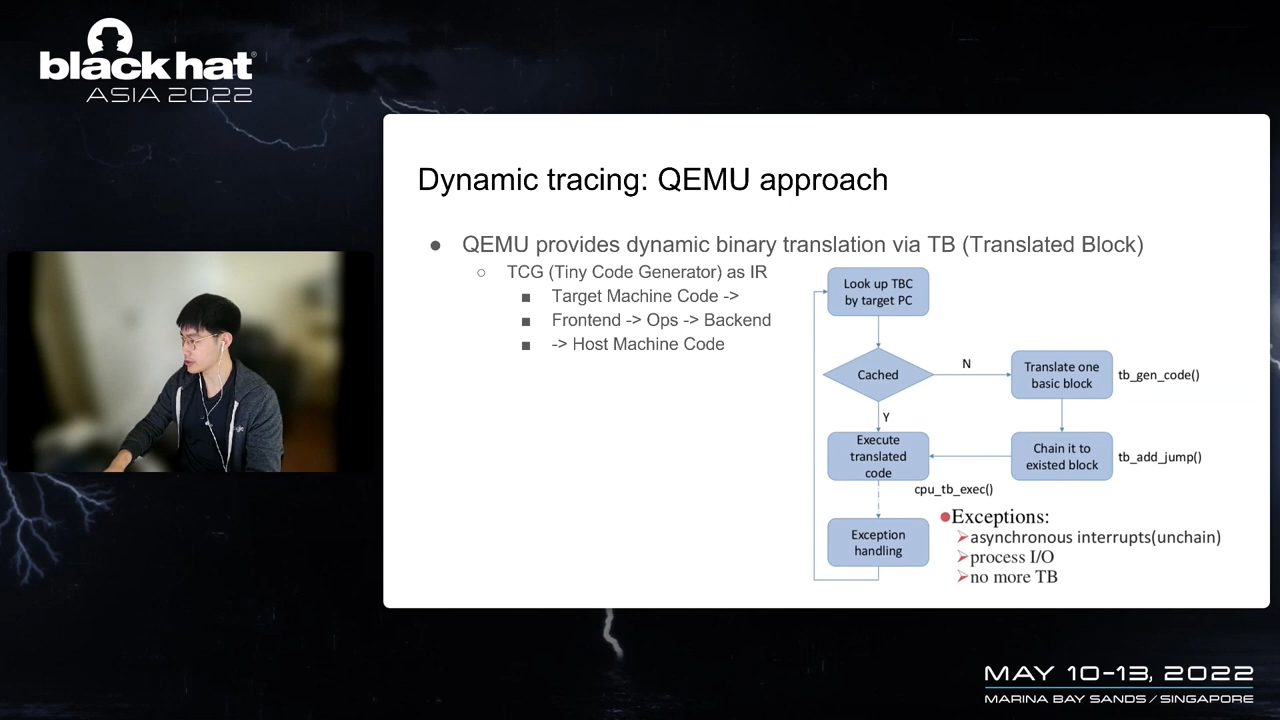 black hat®
ASIA 2022
Dynamic tracing: QEMU approach
● QEMU provides dynamic binary translation via TB (Translated Block)
○ TCG (Tiny Code Generator) as IR
■ Target Machine Code ->
■ Frontend -> Ops -> Backend
■ -> Host Machine Code
Look up TBC
by target PC
Cached
N
Translate one
basic block
tb_gen_code()
Y
Execute
translated
code
Chain it to
existed block
tb_add_jump()
cpu_tb_exec()
Exception
handling
●Exceptions:
➢asynchronous interrupts(unchain)
➢process I/O
➢no more TB
MAY 10-13, 2022
MARINA BAY SANDS / SINGAPORE